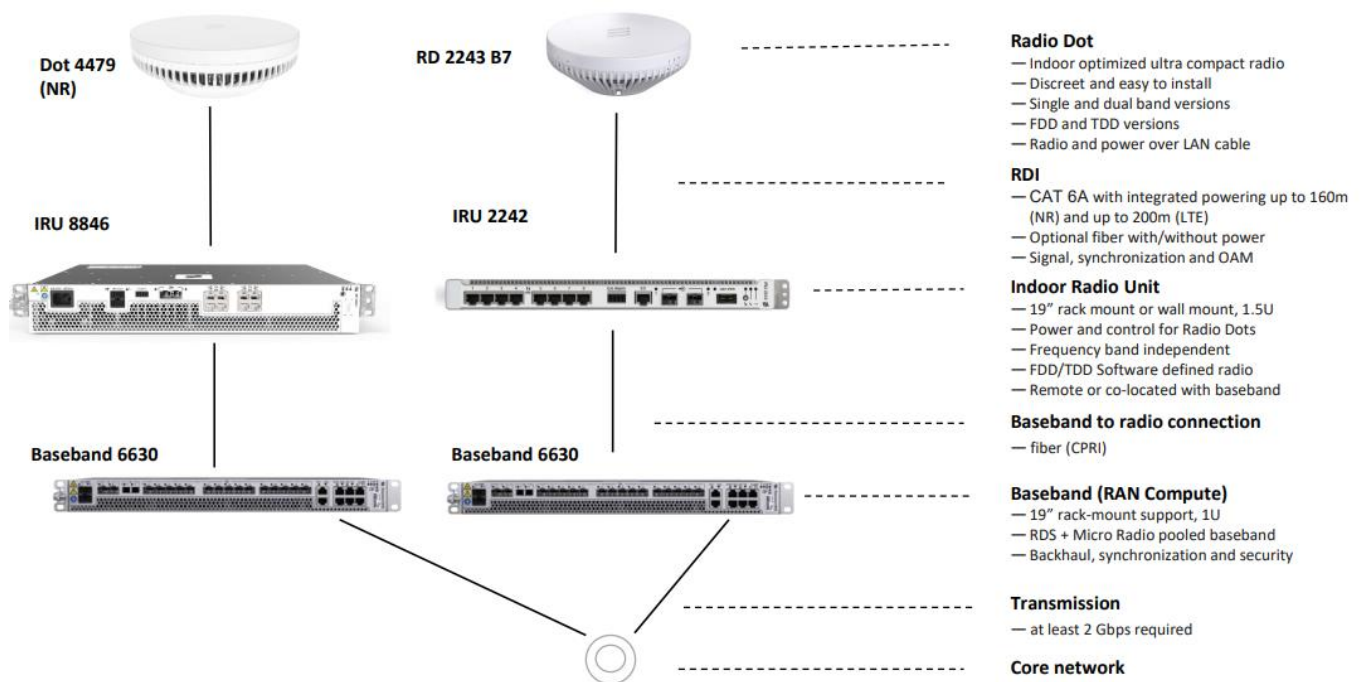 Dot 4479
(NR)
RD 2243 B7
IRU 8846
IRU 2242
Baseband 6630
Baseband 6630
Radio Dot
— Indoor optimized ultra compact radio
— Discreet and easy to install
— Single and dual band versions
— FDD and TDD versions
— Radio and power over LAN cable
RDI
— CAT 6A with integrated powering up to 160m
(NR) and up to 200m (LTE)
— Optional fiber with/without power
— Signal, synchronization and OAM
Indoor Radio Unit
— 19” rack mount or wall mount, 1.5U
— Power and control for Radio Dots
— Frequency band independent
— FDD/TDD Software defined radio
— Remote or co-located with baseband
Baseband to radio connection
— fiber (CPRI)
Baseband (RAN Compute)
— 19” rack-mount support, 1U
— RDS + Micro Radio pooled baseband
— Backhaul, synchronization and security
Transmission
— at least 2 Gbps required
Core network